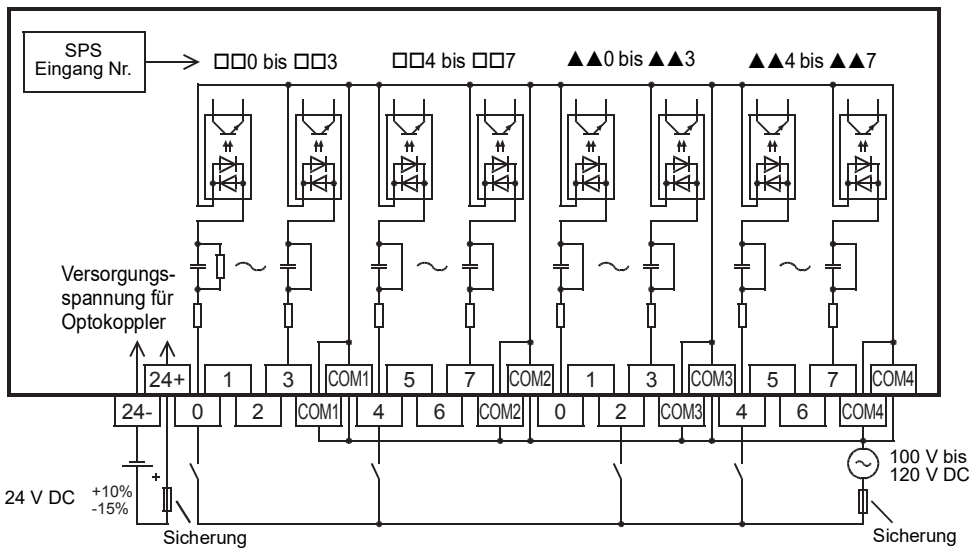 SPS
Eingang Nr.
□□0 bis □□3
□□4 bis □□7
▲▲0 bis ▲▲3
▲▲4 bis ▲▲7
Versorgungs-
spannung für
Optokoppler
24+ 1 3 COM1 5 7 COM2 1 3 COM3 5 7 COM4
24- 0 2 COM1 4 6 COM2 0 2 COM3 4 6 COM4
100 V bis
120 V DC
+
24 V DC
+10%
-15%
Sicherung
Sicherung